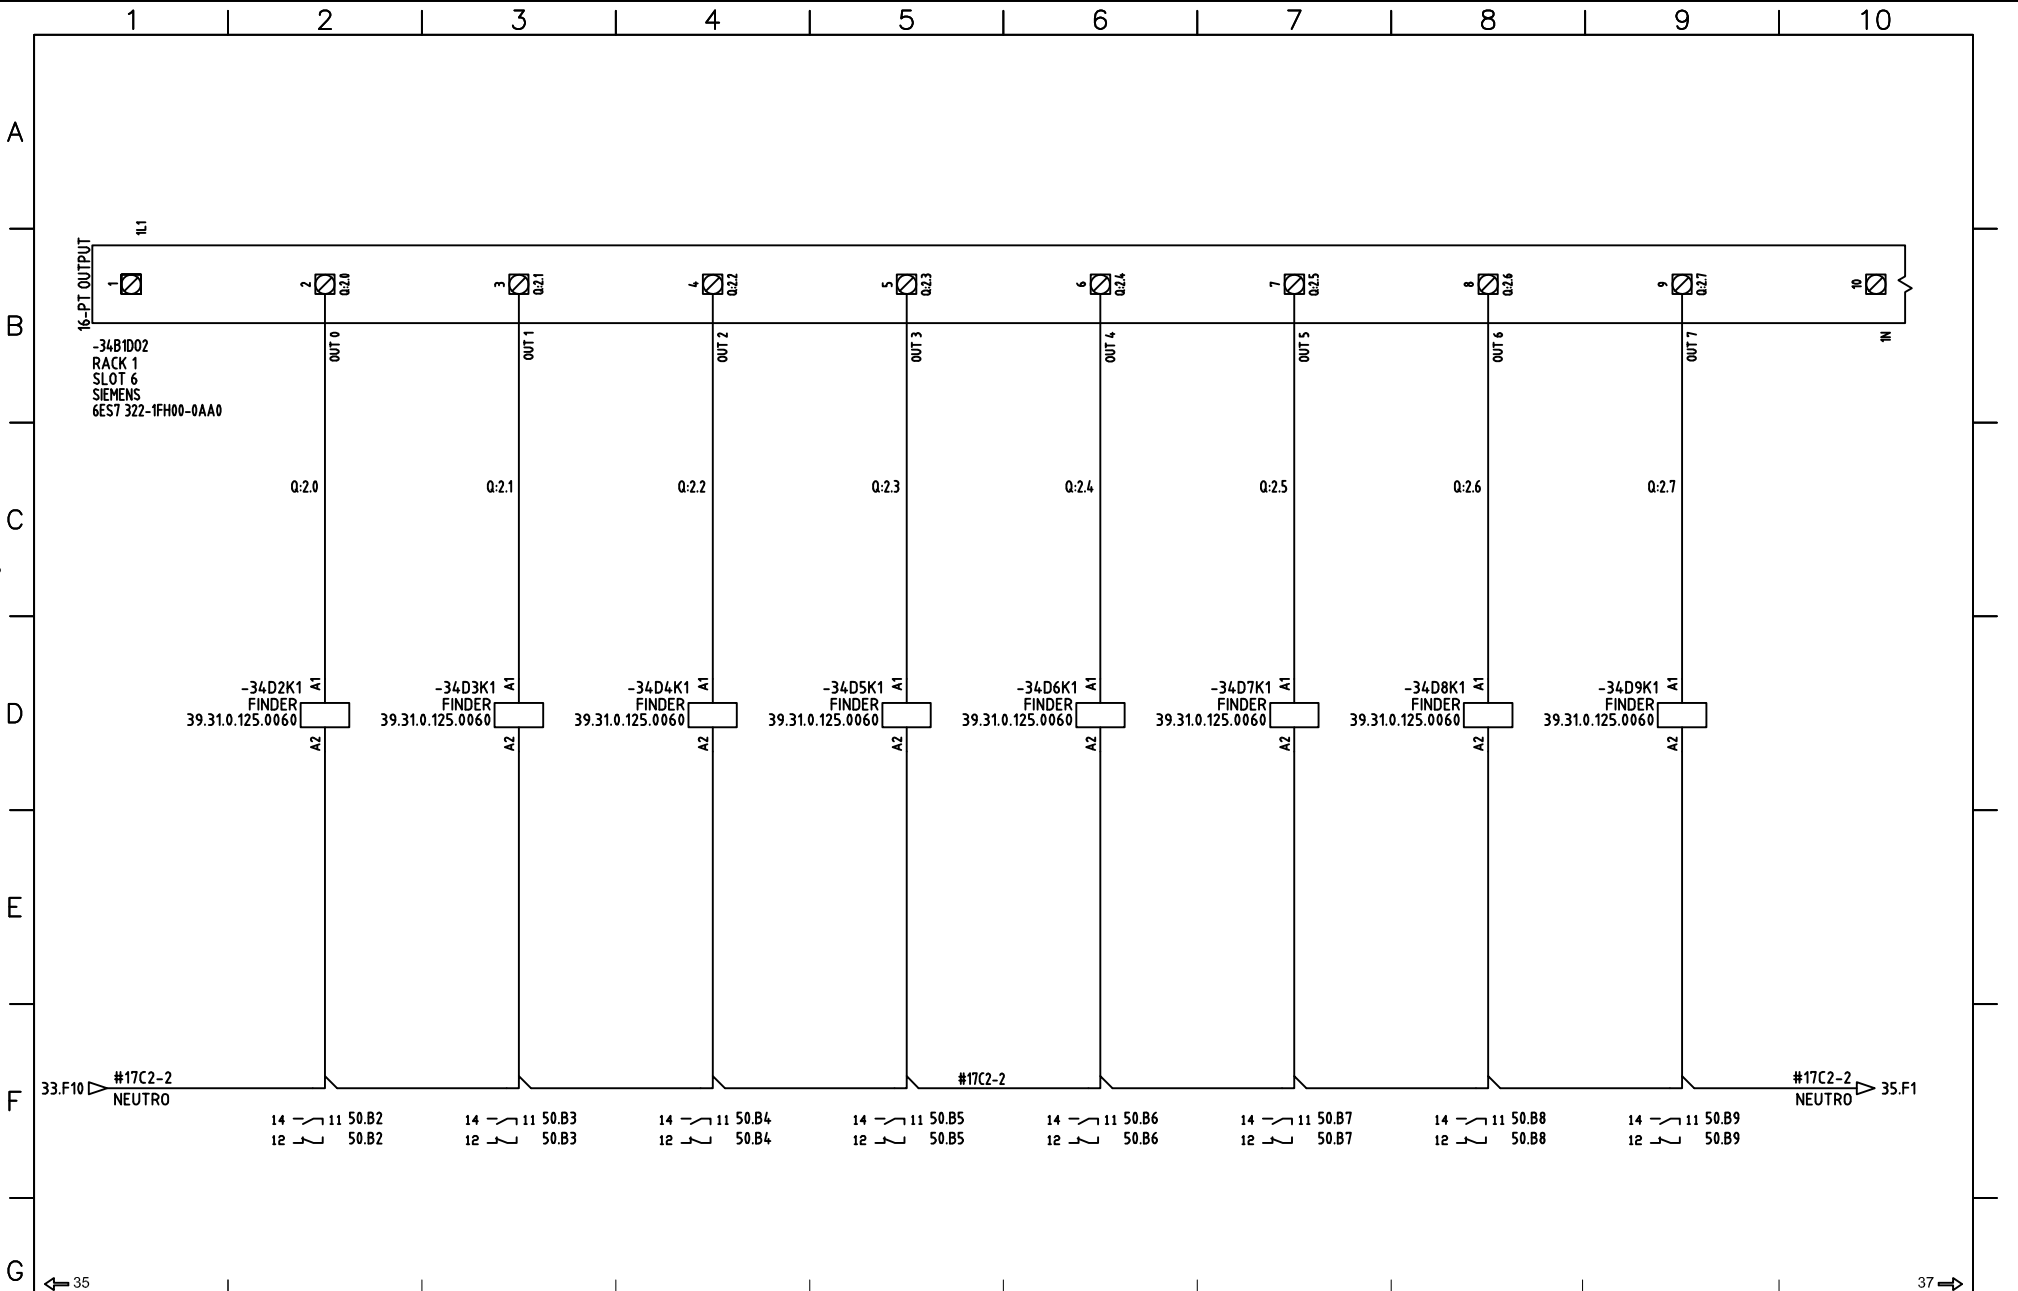 1 2 3 4 5 6 7 8 9 10
A
1L1
16-PT OUTPUT
1 2 3 4 5 6 7 8 9 10
Q:2.0 Q:2.1 Q:2.2 Q:2.3 Q:2.4 Q:2.5 Q:2.6 Q:2.7
B
OUT 0 OUT 1 OUT 2 OUT 3 OUT 4 OUT 5 OUT 6 OUT 7 1N
-34B1D02
RACK 1
SLOT 6
SIEMENS
6ES7 322-1FH00-0AA0
Q:2.0 Q:2.1 Q:2.2 Q:2.3 Q:2.4 Q:2.5 Q:2.6 Q:2.7
C
-34D2K1 A1 -34D3K1 A1 -34D4K1 A1 -34D5K1 A1 -34D6K1 A1 -34D7K1 A1 -34D8K1 A1 -34D9K1 A1
FINDER FINDER FINDER FINDER FINDER FINDER FINDER FINDER
D
39.31.0.125.0060 39.31.0.125.0060 39.31.0.125.0060 39.31.0.125.0060 39.31.0.125.0060 39.31.0.125.0060 39.31.0.125.0060 39.31.0.125.0060
A2 A2 A2 A2 A2 A2 A2 A2
E
#17C2-2 #17C2-2 #17C2-2
33.F10 35.F1
F
NEUTRO NEUTRO
14 11 50.B2 14 11 50.B3 14 11 50.B4 14 11 50.B5 14 11 50.B6 14 11 50.B7 14 11 50.B8 14 11 50.B9
12 50.B2 12 50.B3 12 50.B4 12 50.B5 12 50.B6 12 50.B7 12 50.B8 12 50.B9
G
35 37